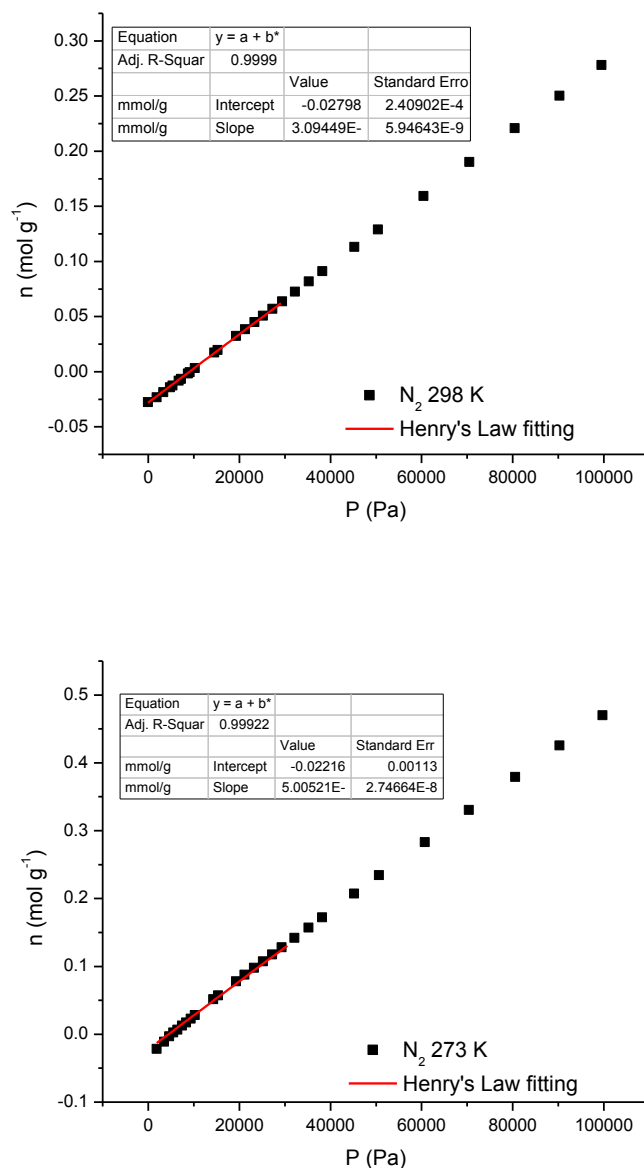 0.30
0.25
0.20
0.15
0.10
0.05
0.00
-0.05
n (mol g-1)
Equation y = a + b*
Adj. R-Squar 0.9999
Value Standard Erro
mmol/g Intercept -0.02798 2.40902E-4
mmol/g Slope 3.09449E- 5.94643E-9
N2 298 K
Henry's Law fitting
0 20000 40000 60000 80000 100000
P (Pa)
0.5
0.4
0.3
0.2
0.1
0.0
-0.1
n (mol g-1)
Equation y = a + b*
Adj. R-Squar 0.99922
Value Standard Err
mmol/g Intercept -0.02216 0.00113
mmol/g Slope 5.00521E- 2.74664E-8
N2 273 K
Henry's Law fitting
0 20000 40000 60000 80000 100000
P (Pa)